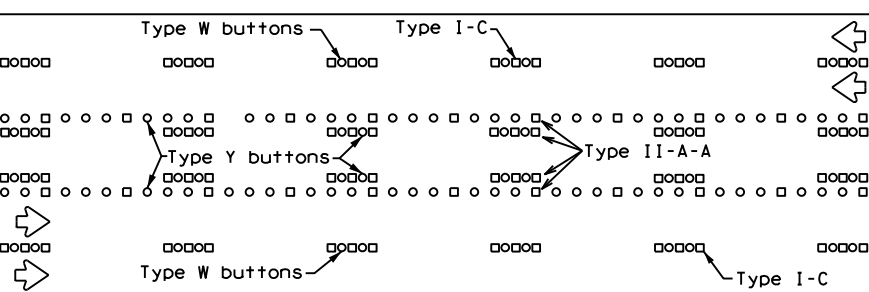 Type W buttons
Type I-C
Type Y buttons
Type II-A-A
Type W buttons
Type I-C